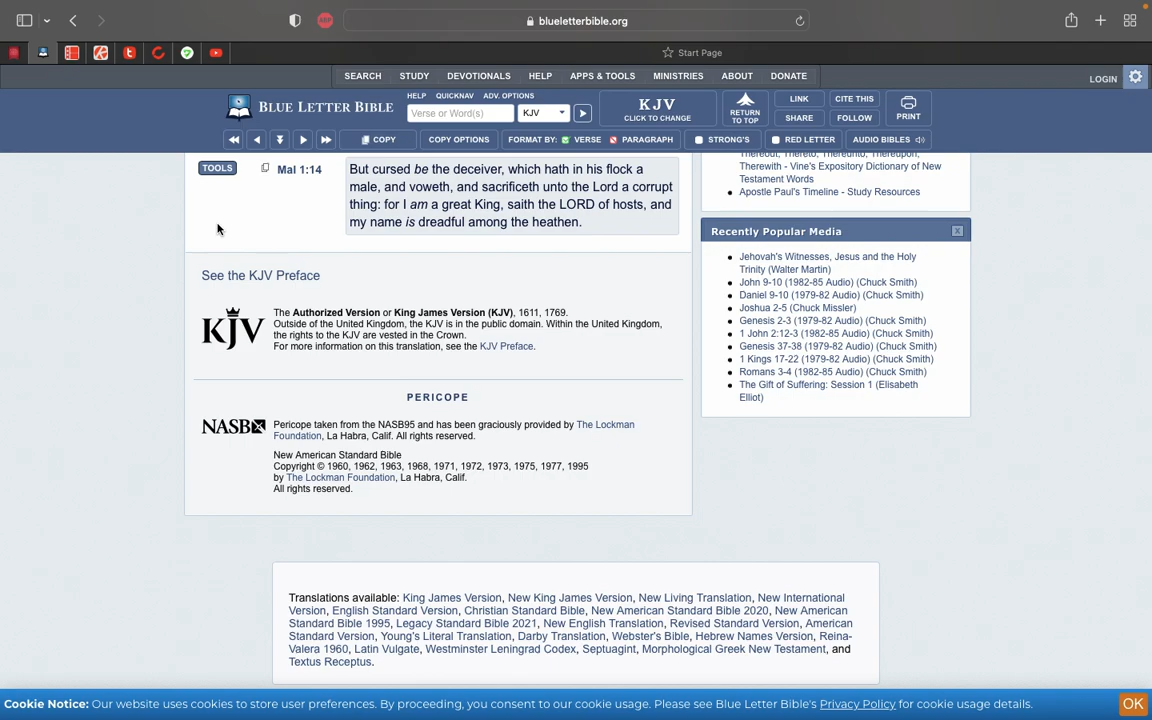 blueletterbible.org
ABP
Start Page
SEARCH STUDY DEVOTIONALS HELP APPS & TOOLS MINISTRIES ABOUT DONATE
LOGIN
BLUE LETTER BIBLE
HELP QUICKNAV ADV. OPTIONS
Verse or Word(s) KJV
KJV
CLICK TO CHANGE
RETURN
TO TOP
LINK CITE THIS
SHARE FOLLOW
PRINT
COPY COPY OPTIONS FORMAT BY: VERSE PARAGRAPH STRONG'S RED LETTER AUDIO BIBLES
TOOLS Mal 1:14
But cursed be the deceiver, which hath in his flock a
male, and voweth, and sacrificeth unto the Lord a corrupt
thing: for I am a great King, saith the LORD of hosts, and
my name is dreadful among the heathen.
See the KJV Preface
KJV
The Authorized Version or King James Version (KJV), 1611, 1769.
Outside of the United Kingdom, the KJV is in the public domain. Within the United Kingdom,
the rights to the KJV are vested in the Crown.
For more information on this translation, see the KJV Preface.
PERICOPE
NASB
Pericope taken from the NASB95 and has been graciously provided by The Lockman
Foundation, La Habra, Calif. All rights reserved.
New American Standard Bible
Copyright © 1960, 1962, 1963, 1968, 1971, 1972, 1973, 1975, 1977, 1995
by The Lockman Foundation, La Habra, Calif.
All rights reserved.
Thereout, Thereto, Thereunto, Thereupon,
Therewith - Vine's Expository Dictionary of New
Testament Words
Apostle Paul's Timeline - Study Resources
Recently Popular Media
Jehovah's Witnesses, Jesus and the Holy
Trinity (Walter Martin)
John 9-10 (1982-85 Audio) (Chuck Smith)
Daniel 9-10 (1979-82 Audio) (Chuck Smith)
Joshua 2-5 (Chuck Missler)
Genesis 2-3 (1979-82 Audio) (Chuck Smith)
1 John 2:12-3 (1982-85 Audio) (Chuck Smith)
Genesis 37-38 (1979-82 Audio) (Chuck Smith)
1 Kings 17-22 (1979-82 Audio) (Chuck Smith)
Romans 3-4 (1982-85 Audio) (Chuck Smith)
The Gift of Suffering: Session 1 (Elisabeth
Elliot)
Translations available: King James Version, New King James Version, New Living Translation, New International
Version, English Standard Version, Christian Standard Bible, New American Standard Bible 2020, New American
Standard Bible 1995, Legacy Standard Bible 2021, New English Translation, Revised Standard Version, American
Standard Version, Young's Literal Translation, Darby Translation, Webster's Bible, Hebrew Names Version, Reina-
Valera 1960, Latin Vulgate, Westminster Leningrad Codex, Septuagint, Morphological Greek New Testament, and
Textus Receptus.
Cookie Notice: Our website uses cookies to store user preferences. By proceeding, you consent to our cookie usage. Please see Blue Letter Bible's Privacy Policy for cookie usage details.
OK